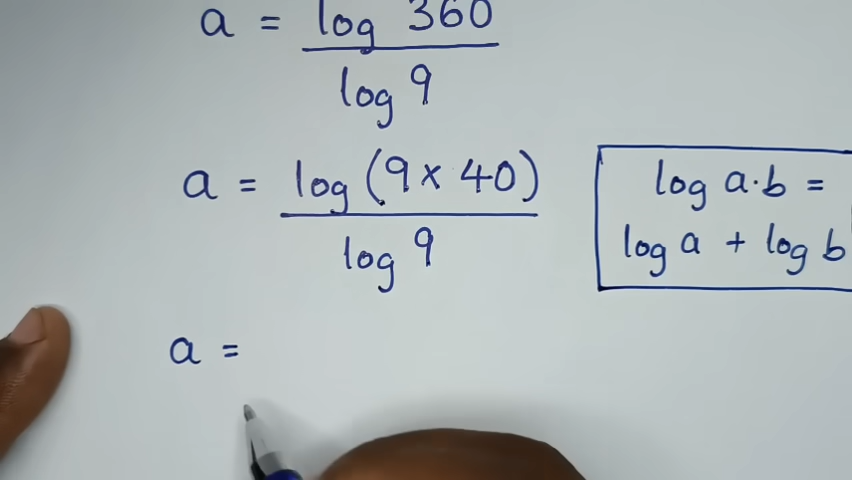 a = log 360 / log 9
a = log (9 × 40) / log 9
log a·b =
log a + log b
a =